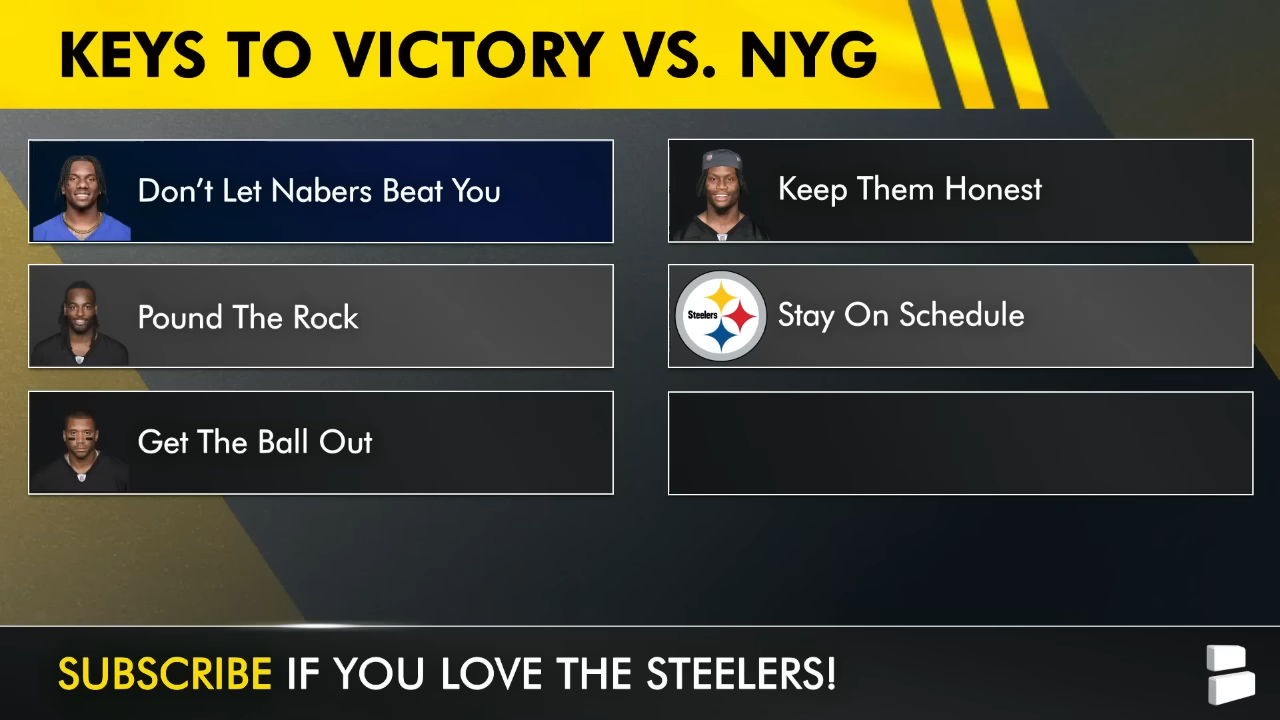 KEYS TO VICTORY VS. NYG
Don't Let Nabers Beat You
Pound The Rock
Get The Ball Out
Keep Them Honest
Steelers
Stay On Schedule
SUBSCRIBE IF YOU LOVE THE STEELERS!